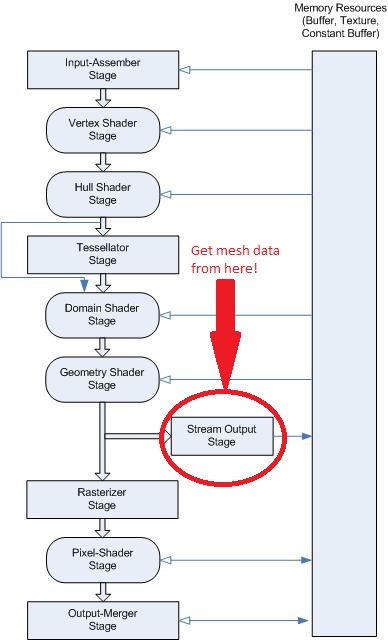 Memory Resources
(Buffer, Texture,
Constant Buffer)
Input-Assember
Stage
Vertex Shader
Stage
Hull Shader
Stage
Tessellator
Stage
Get mesh data
from here!
Domain Shader
Stage
Geometry Shader
Stage
Stream Output
Stage
Rasterizer
Stage
Pixel-Shader
Stage
Output-Merger
Stage